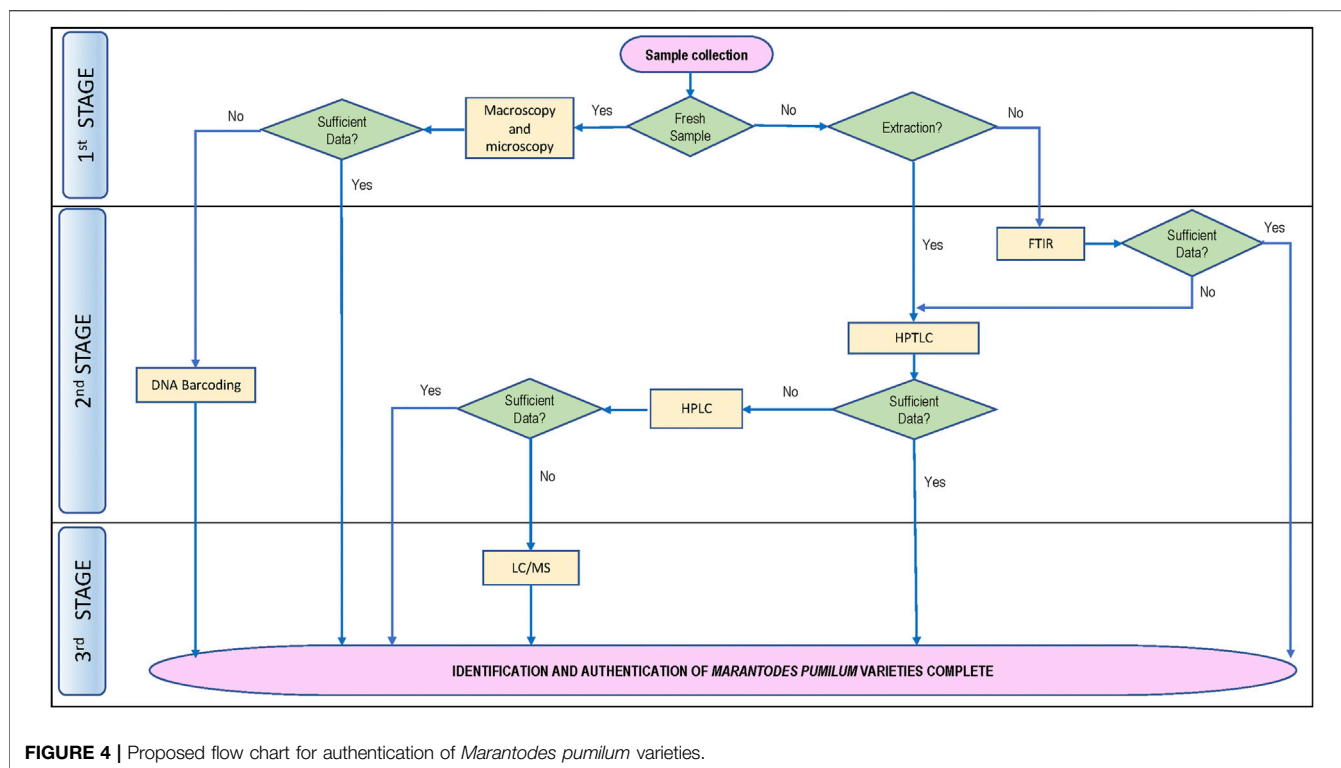 1st STAGE
Sample collection
No
Sufficient
Data?
Yes
Macroscopy
and
microscopy
Yes
Fresh
Sample
No
Extraction?
No
2nd STAGE
Yes
FTIR
Sufficient
Data?
Yes
No
HPTLC
DNA Barcoding
Yes
Sufficient
Data?
HPLC
No
Sufficient
Data?
No
Yes
3rd STAGE
LC/MS
IDENTIFICATION AND AUTHENTICATION OF MARANTODES PUMILUM VARIETIES COMPLETE
FIGURE 4 | Proposed flow chart for authentication of Marantodes pumilum varieties.